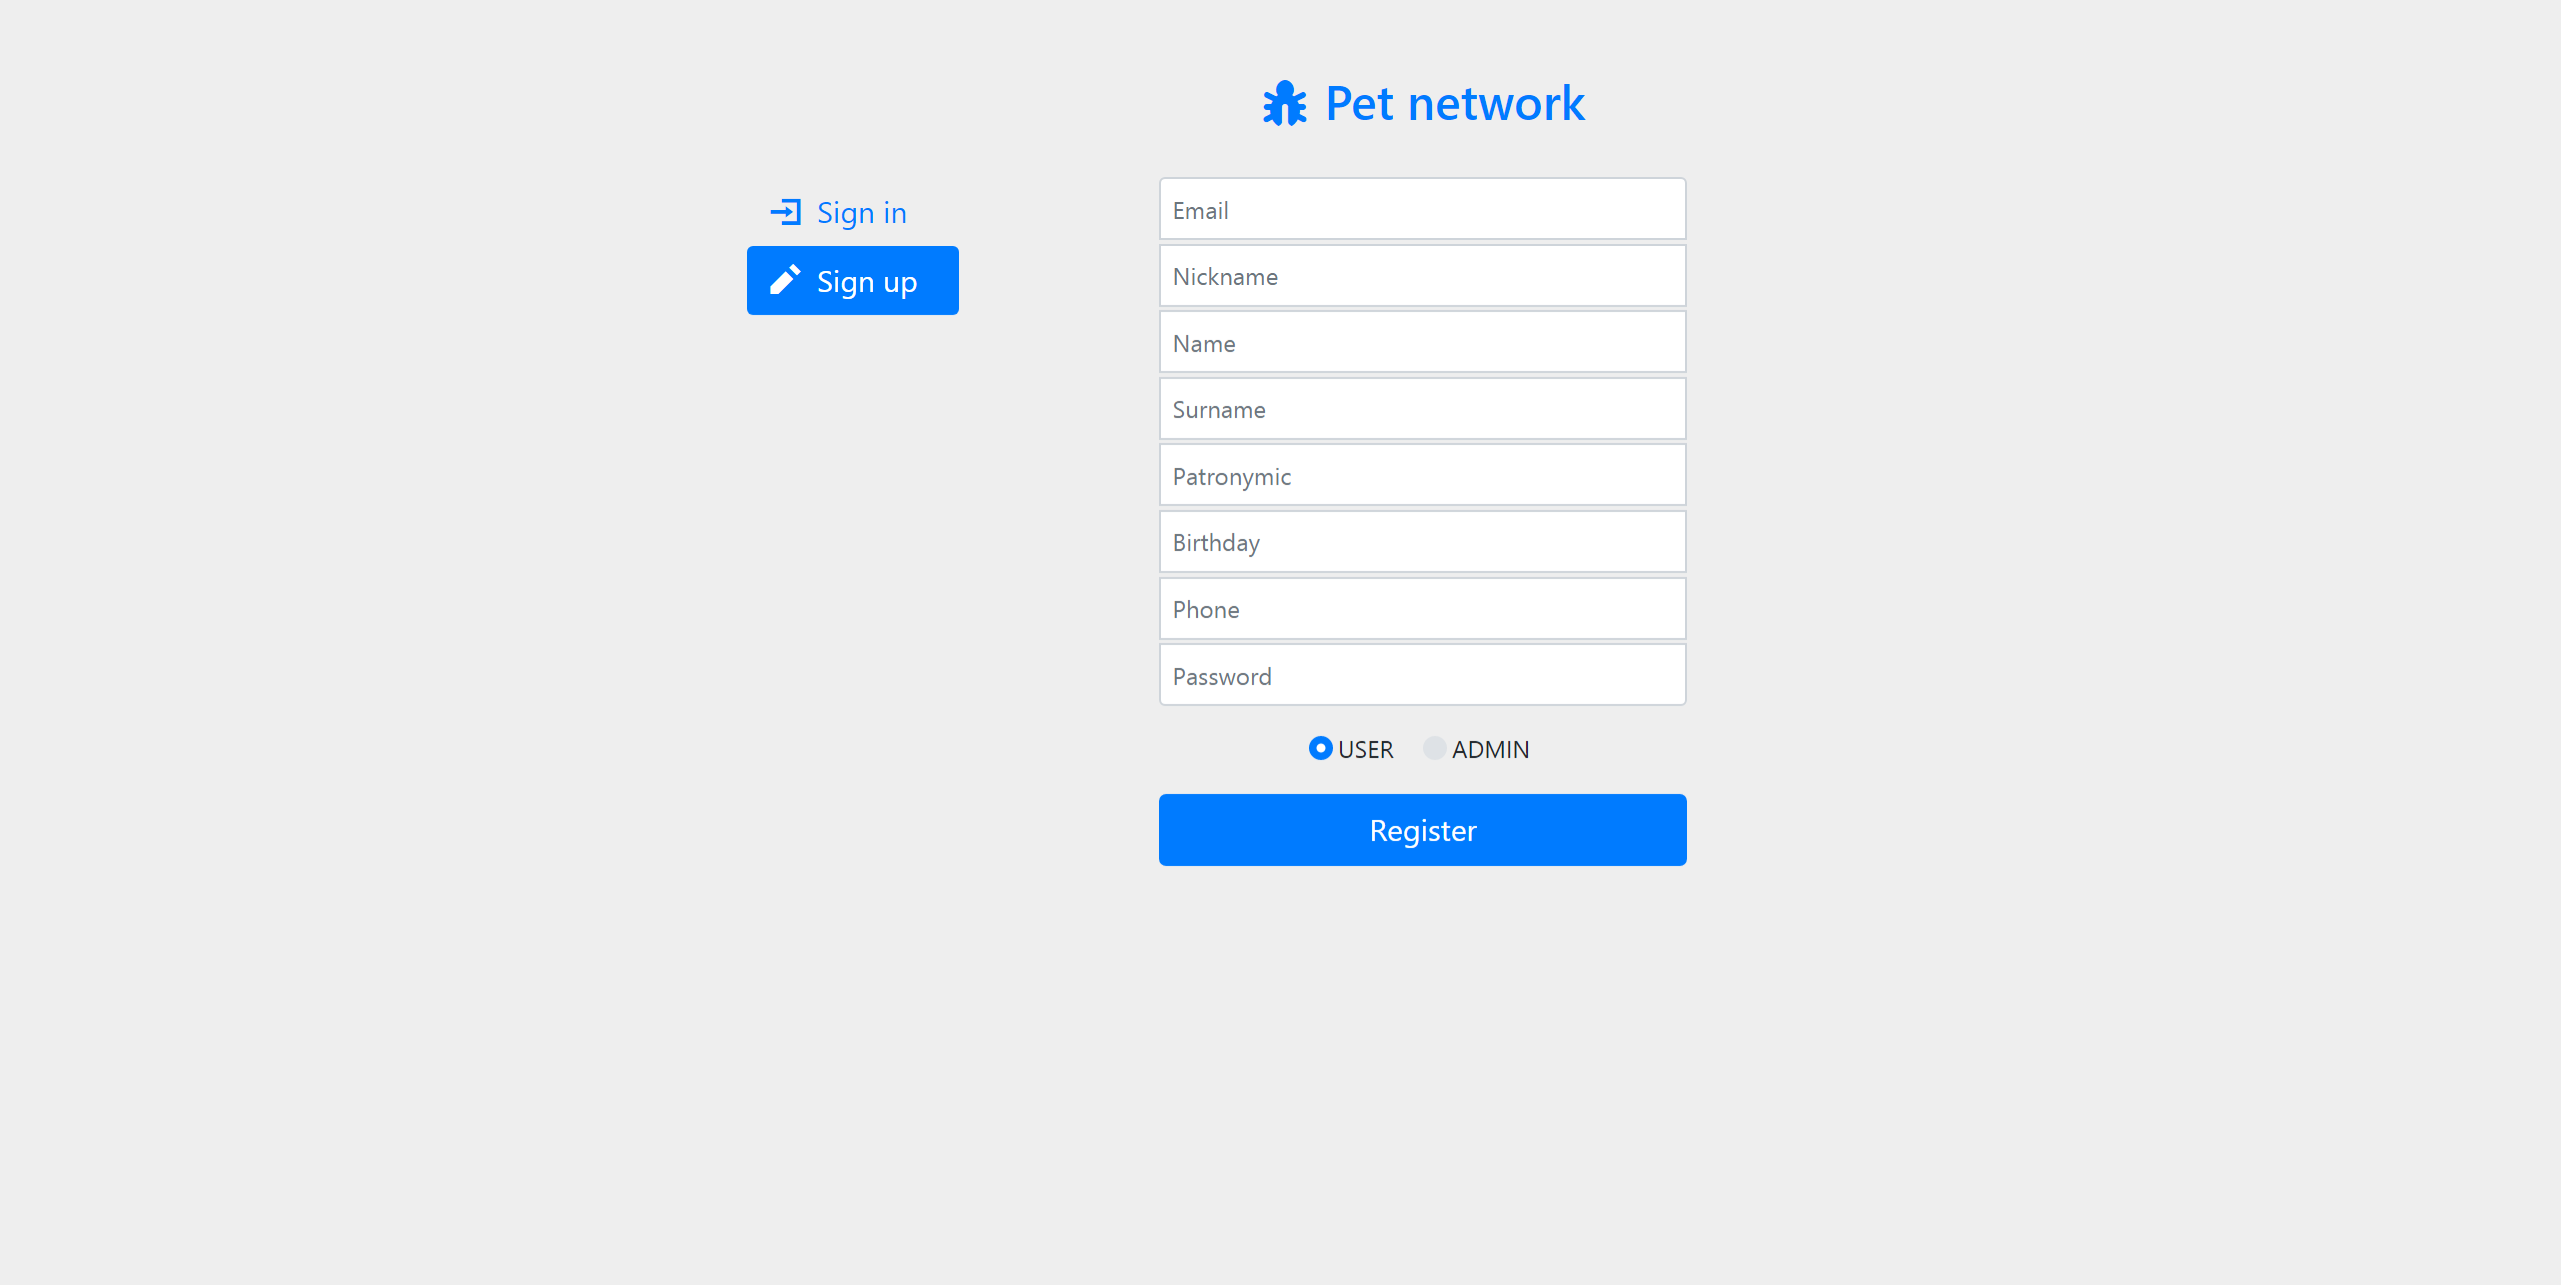 Pet network
Sign in
Sign up
Email
Nickname
Name
Surname
Patronymic
Birthday
Phone
Password
USER ADMIN
Register